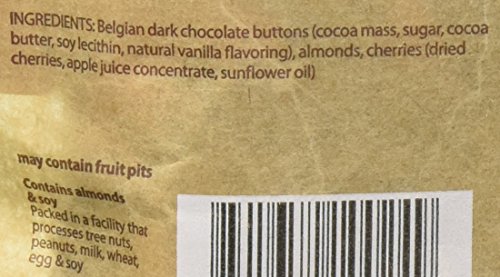 INGREDIENTS: Belgian dark chocolate buttons (cocoa mass, sugar, cocoa
butter, soy lecithin, natural vanilla flavoring), almonds, cherries (dried
cherries, apple juice concentrate, sunflower oil)
may contain fruit pits
Contains almonds
& soy
Packed in a facility that
processes tree nuts,
peanuts, milk, wheat,
egg & soy